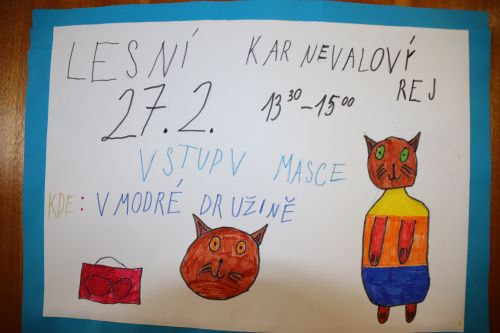 LESNÍ KARNEVALOVÝ REJ
27.2. 13³⁰-15⁰⁰
VSTUP V MASCE
KDE: V MODRÉ DRUŽINĚ